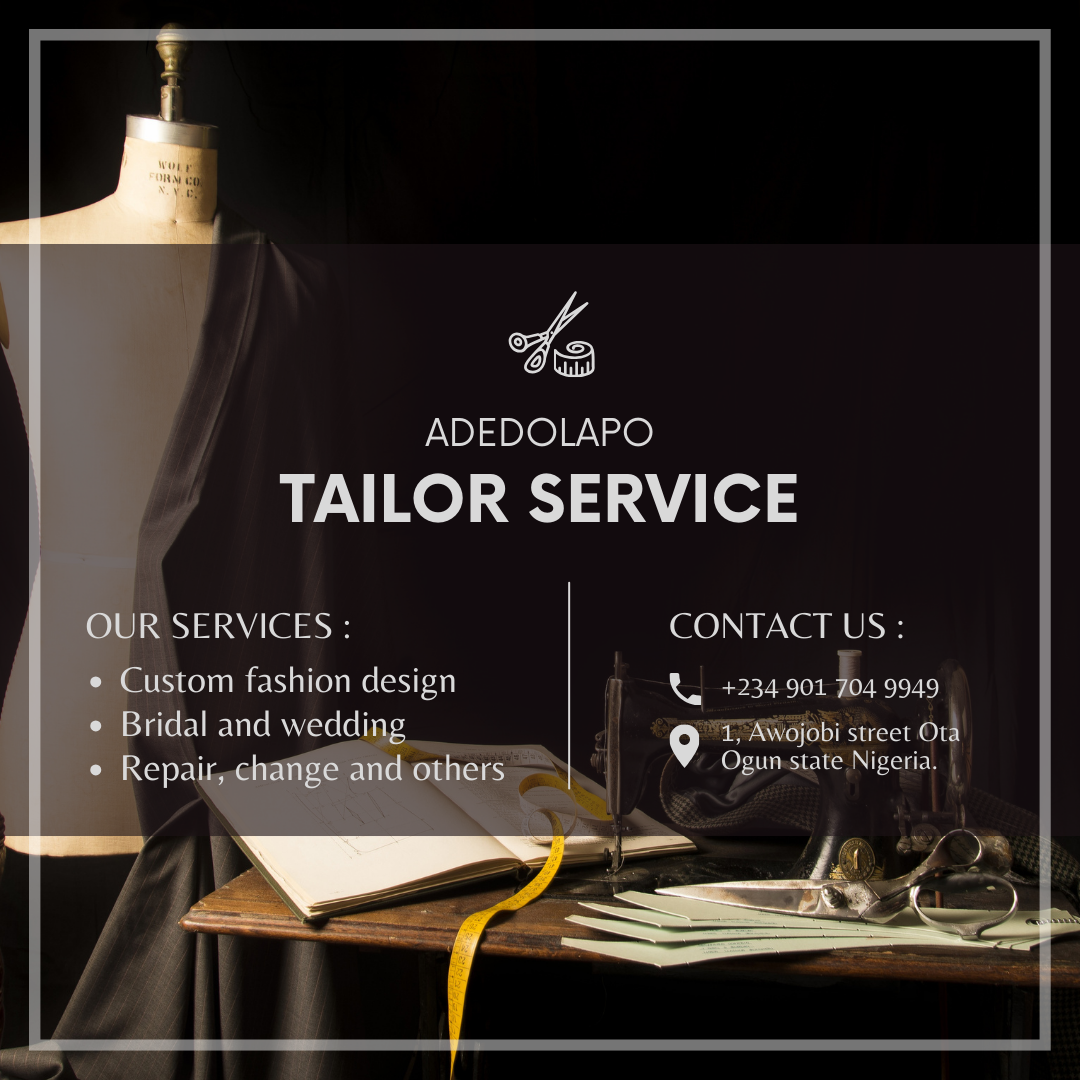 WOLF
FORM CO.
N. Y. C.
ADEDOLAPO
TAILOR SERVICE
OUR SERVICES :
• Custom fashion design
• Bridal and wedding
• Repair, change and others
CONTACT US :
+234 901 704 9949
1, Awojobi street Ota
Ogun state Nigeria.